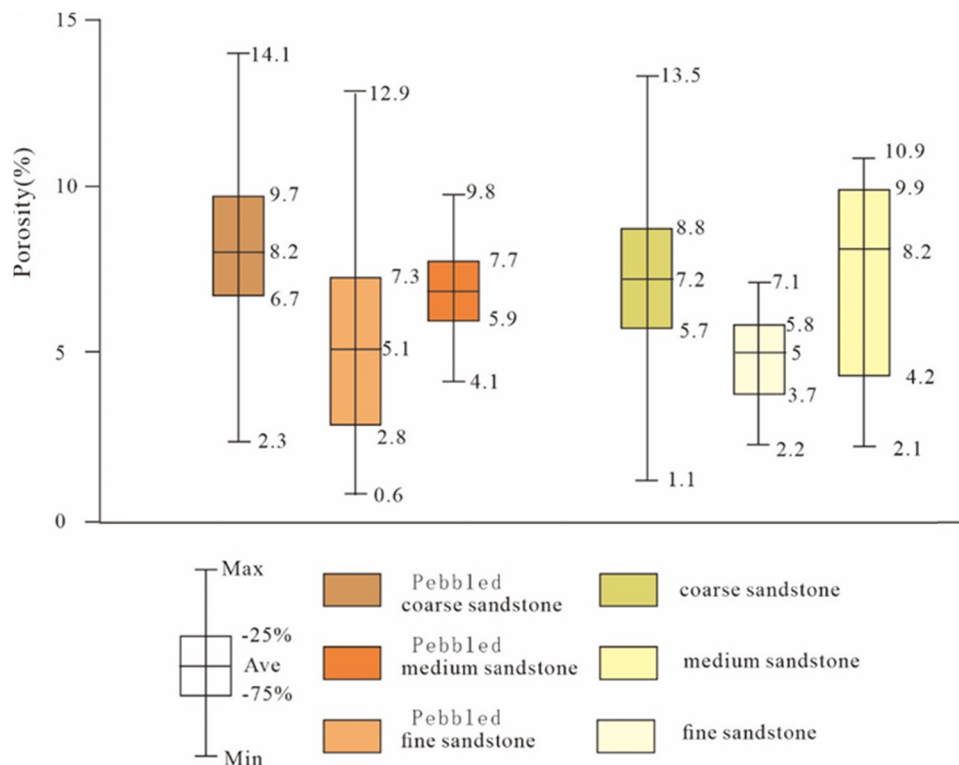 15
10
5
0
Porosity(%)
14.1
9.7
8.2
6.7
2.3
12.9
7.3
5.1
2.8
0.6
9.8
7.7
5.9
4.1
13.5
8.8
7.2
5.7
1.1
7.1
5.8
5
3.7
2.2
10.9
9.9
8.2
4.2
2.1
Max
-25%
Ave
-75%
Min
Pebbled
coarse sandstone
Pebbled
medium sandstone
Pebbled
fine sandstone
coarse sandstone
medium sandstone
fine sandstone